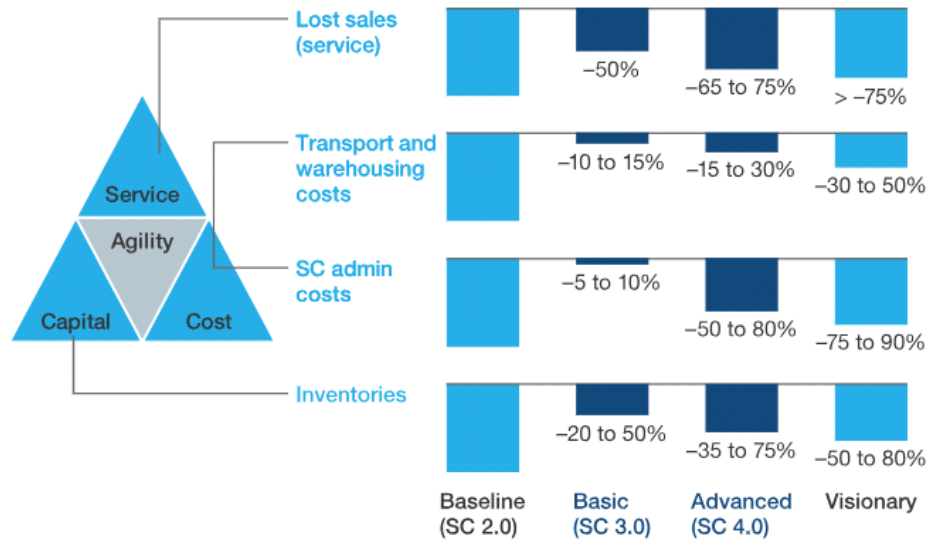 Lost sales
(service)
–50%
–65 to 75%
> –75%
Transport and
warehousing
costs
–10 to 15%
–15 to 30%
–30 to 50%
Service
Agility
SC admin
costs
–5 to 10%
–50 to 80%
–75 to 90%
Capital
Cost
Inventories
–20 to 50%
–35 to 75%
–50 to 80%
Baseline
(SC 2.0)
Basic
(SC 3.0)
Advanced
(SC 4.0)
Visionary